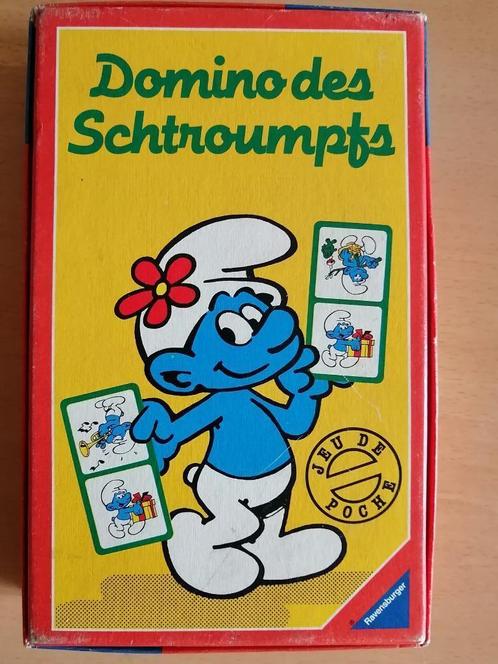 Domino des
Schtroumpfs
JEU DE
POCHE
Ravensburger